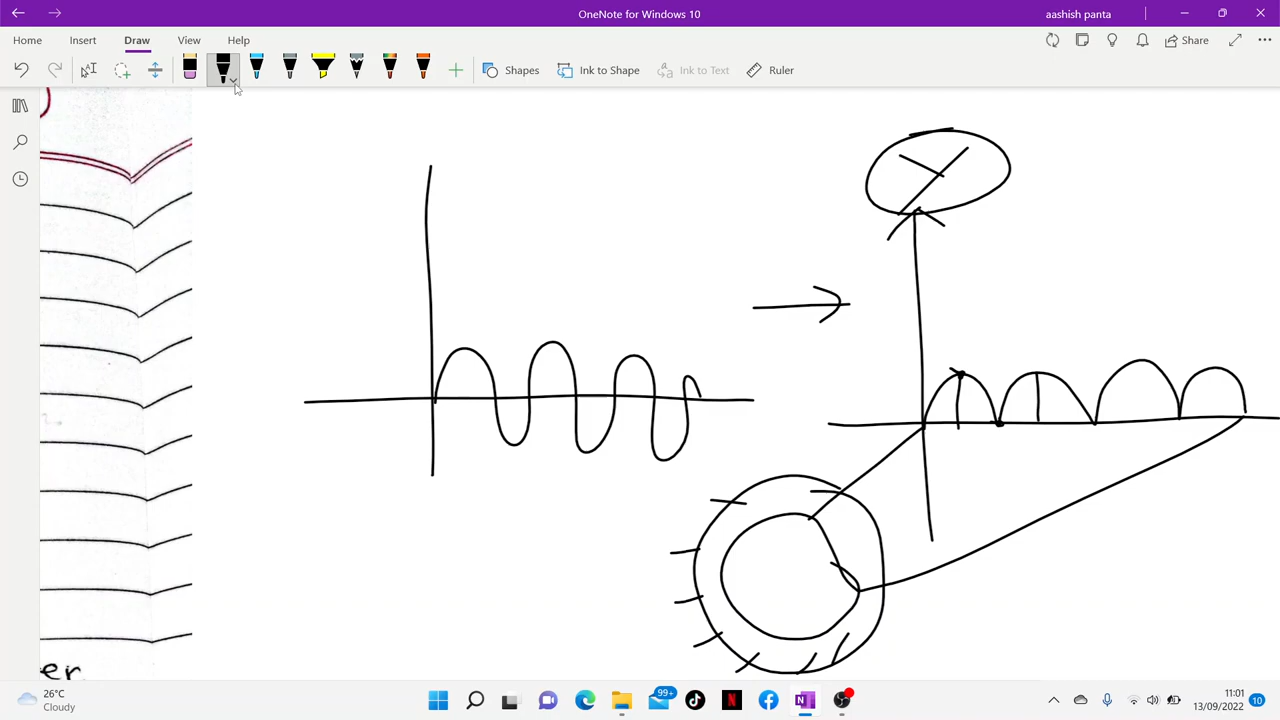 OneNote for Windows 10
aashish panta
Home Insert Draw View Help
Share
Shapes Ink to Shape Ink to Text Ruler
er
26°C
Cloudy
99+
11:01
13/09/2022
10